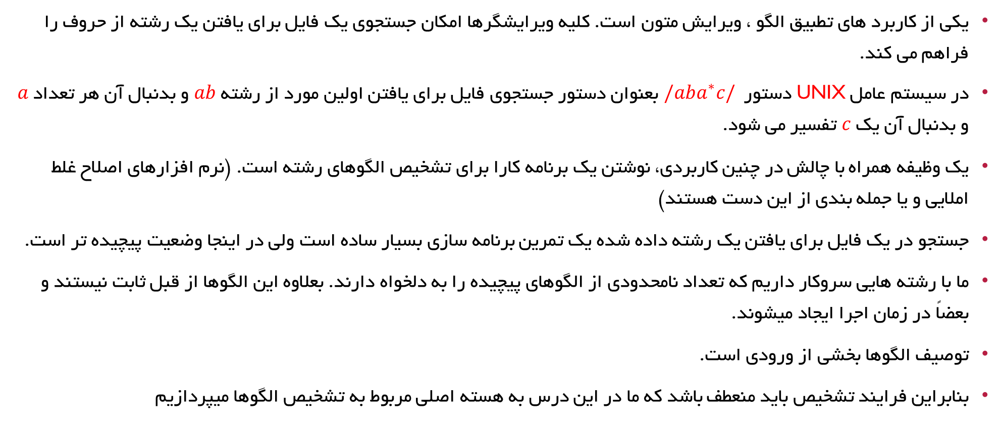 • یکی از کاربرد های تطبیق الگو ، ویرایش متون است. کلیه ویرایشگرها امکان جستجوی یک فایل برای یافتن یک رشته از حروف را
فراهم می کند.
• در سیستم عامل UNIX دستور /aba*c/ بعنوان دستور جستجوی فایل برای یافتن اولین مورد از رشته ab و بدنبال آن هر تعداد a
و بدنبال آن یک c تفسیر می شود.
• یک وظیفه همراه با چالش در چنین کاربردی، نوشتن یک برنامه کارا برای تشخیص الگوهای رشته است. (نرم افزارهای اصلاح غلط
املایی و یا جمله بندی از این دست هستند)
• جستجو در یک فایل برای یافتن یک رشته داده شده یک تمرین برنامه سازی بسیار ساده است ولی در اینجا وضعیت پیچیده تر است.
• ما با رشته هایی سروکار داریم که تعداد نامحدودی از الگوهای پیچیده را به دلخواه دارند. بعلاوه این الگوها از قبل ثابت نیستند و
بعضاً در زمان اجرا ایجاد میشوند.
• توصیف الگوها بخشی از ورودی است.
• بنابراین فرایند تشخیص باید منعطف باشد که ما در این درس به هسته اصلی مربوط به تشخیص الگوها میپردازیم